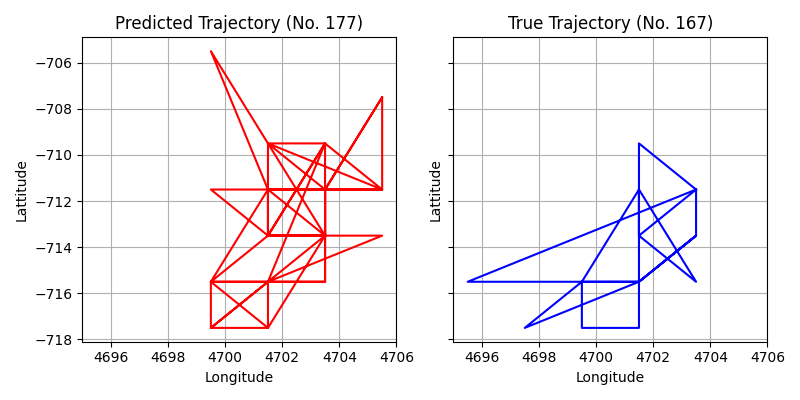 Predicted Trajectory (No. 177)
True Trajectory (No. 167)
−706
−708
−710
−712
−714
−716
−718
Lattitude
Lattitude
4696 4698 4700 4702 4704 4706
4696 4698 4700 4702 4704 4706
Longitude
Longitude